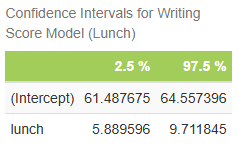 Confidence Intervals for Writing
Score Model (Lunch)
2.5 % 97.5 %
(Intercept) 61.487675 64.557396
lunch 5.889596 9.711845